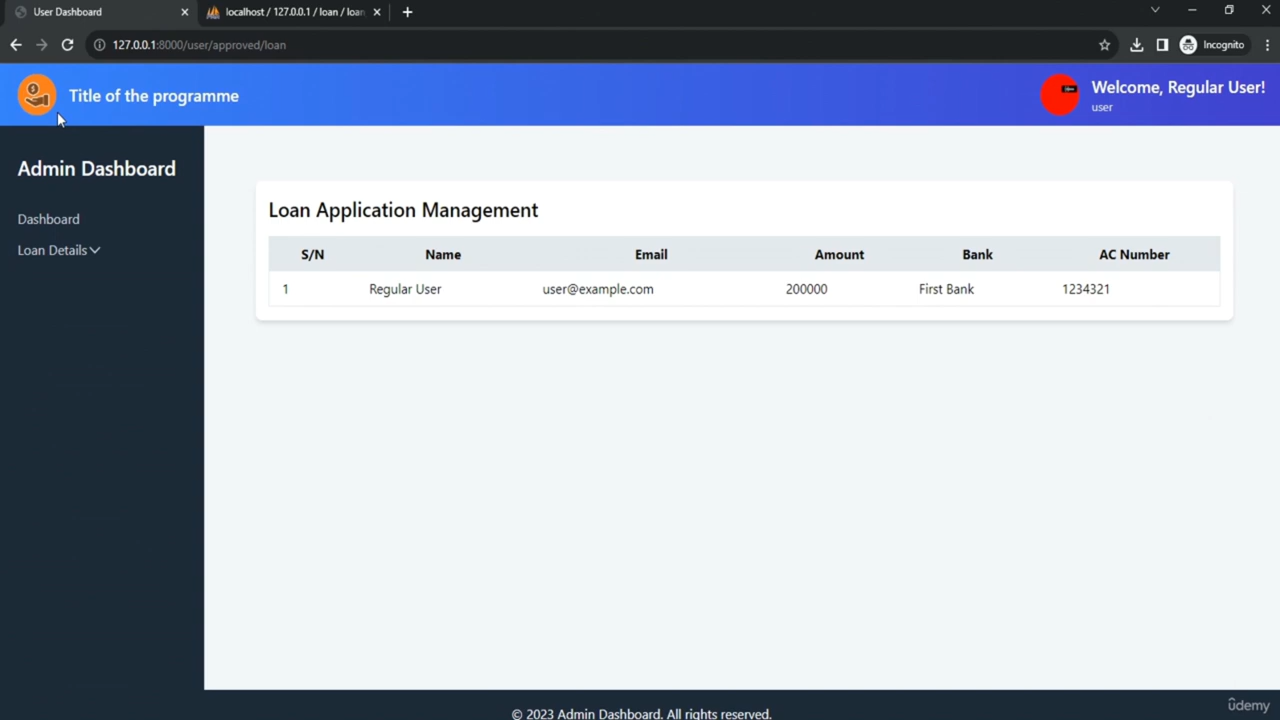 User Dashboard
localhost / 127.0.0.1 / loan / loan
127.0.0.1:8000/user/approved/loan
Incognito
Title of the programme
Welcome, Regular User!
user
Admin Dashboard
Dashboard
Loan Details
Loan Application Management
S/N Name Email Amount Bank AC Number
1 Regular User user@example.com 200000 First Bank 1234321
© 2023 Admin Dashboard. All rights reserved.
ûdemy